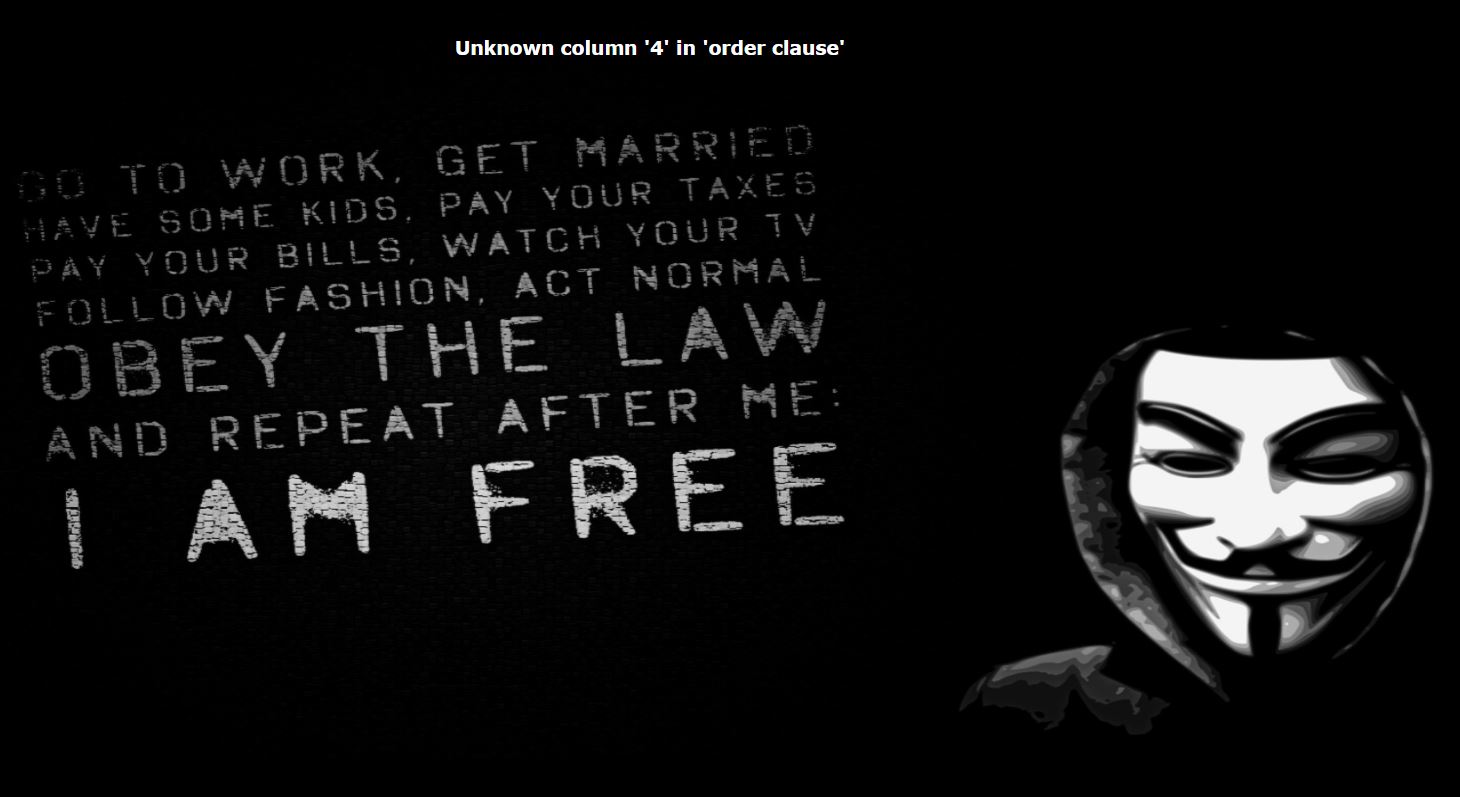 Unknown column '4' in 'order clause'
GO TO WORK, GET MARRIED
HAVE SOME KIDS, PAY YOUR TAXES
PAY YOUR BILLS, WATCH YOUR TV
FOLLOW FASHION, ACT NORMAL
OBEY THE LAW
AND REPEAT AFTER ME:
I AM FREE